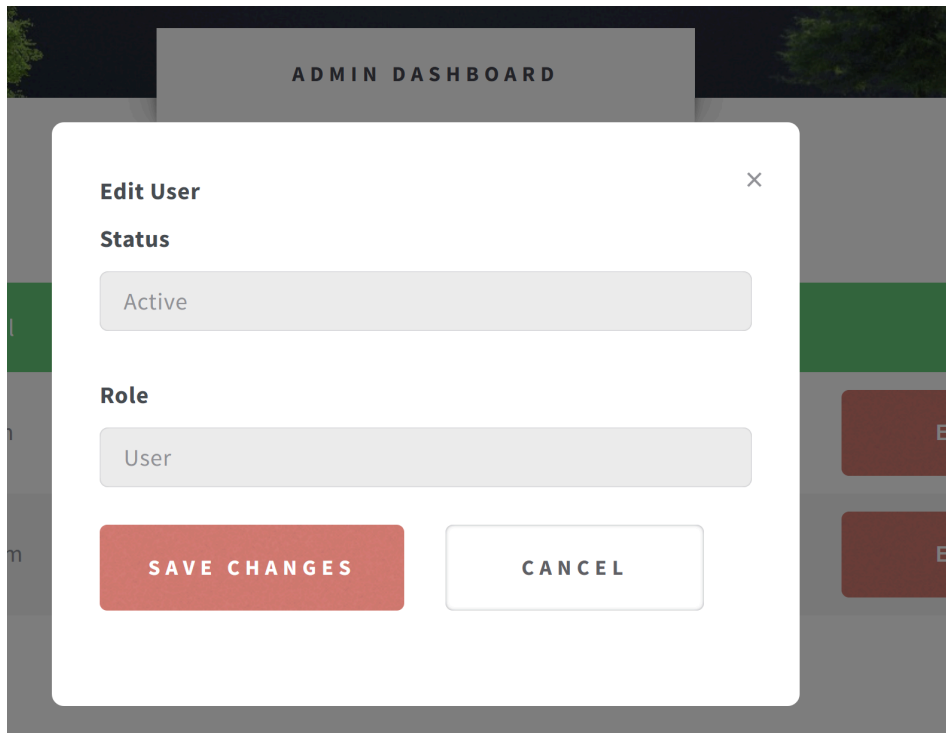 ADMIN DASHBOARD
Edit User
×
Status
Active
Role
User
SAVE CHANGES
CANCEL